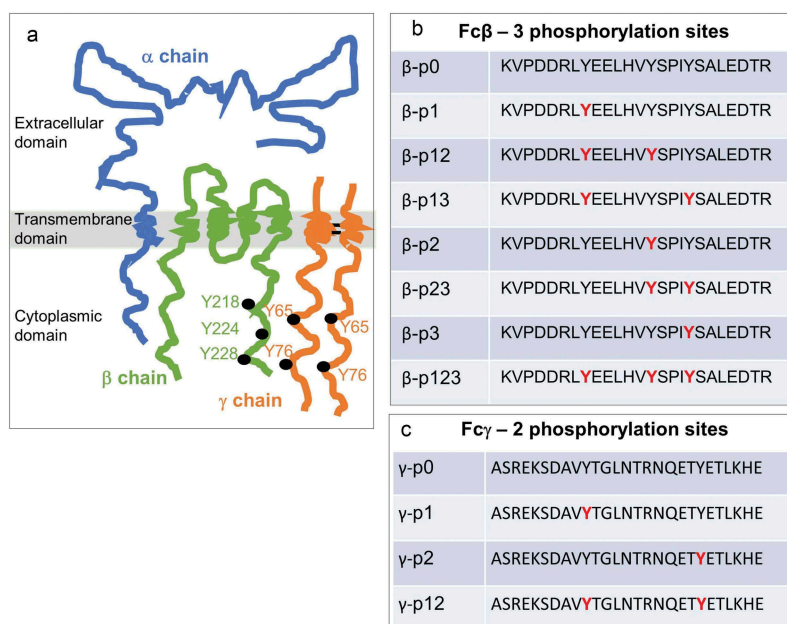 a
α chain
Extracellular
domain
Transmembrane
domain
Cytoplasmic
domain
Y218
Y65
Y224
Y65
Y228
Y76
Y76
β chain
γ chain
b
Fcβ – 3 phosphorylation sites
β-p0 KVPDDRLYEELHVYSPIYSALEDTR
β-p1 KVPDDRLYEELHVYSPIYSALEDTR
β-p12 KVPDDRLYEELHVYSPIYSALEDTR
β-p13 KVPDDRLYEELHVYSPIYSALEDTR
β-p2 KVPDDRLYEELHVYSPIYSALEDTR
β-p23 KVPDDRLYEELHVYSPIYSALEDTR
β-p3 KVPDDRLYEELHVYSPIYSALEDTR
β-p123 KVPDDRLYEELHVYSPIYSALEDTR
c
Fcγ – 2 phosphorylation sites
γ-p0 ASREKSDAVYTGLNTRNQETYETLKHE
γ-p1 ASREKSDAVYTGLNTRNQETYETLKHE
γ-p2 ASREKSDAVYTGLNTRNQETYETLKHE
γ-p12 ASREKSDAVYTGLNTRNQETYETLKHE